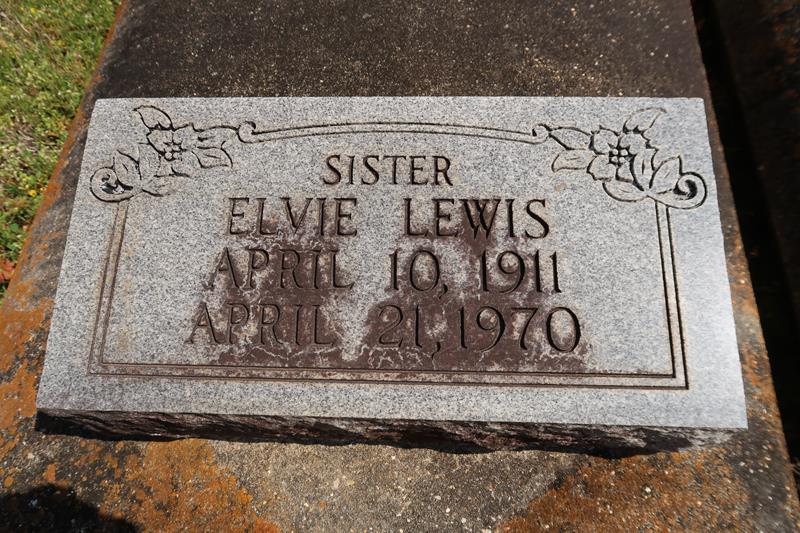 SISTER
ELVIE LEWIS
APRIL 10, 1911
APRIL 21, 1970